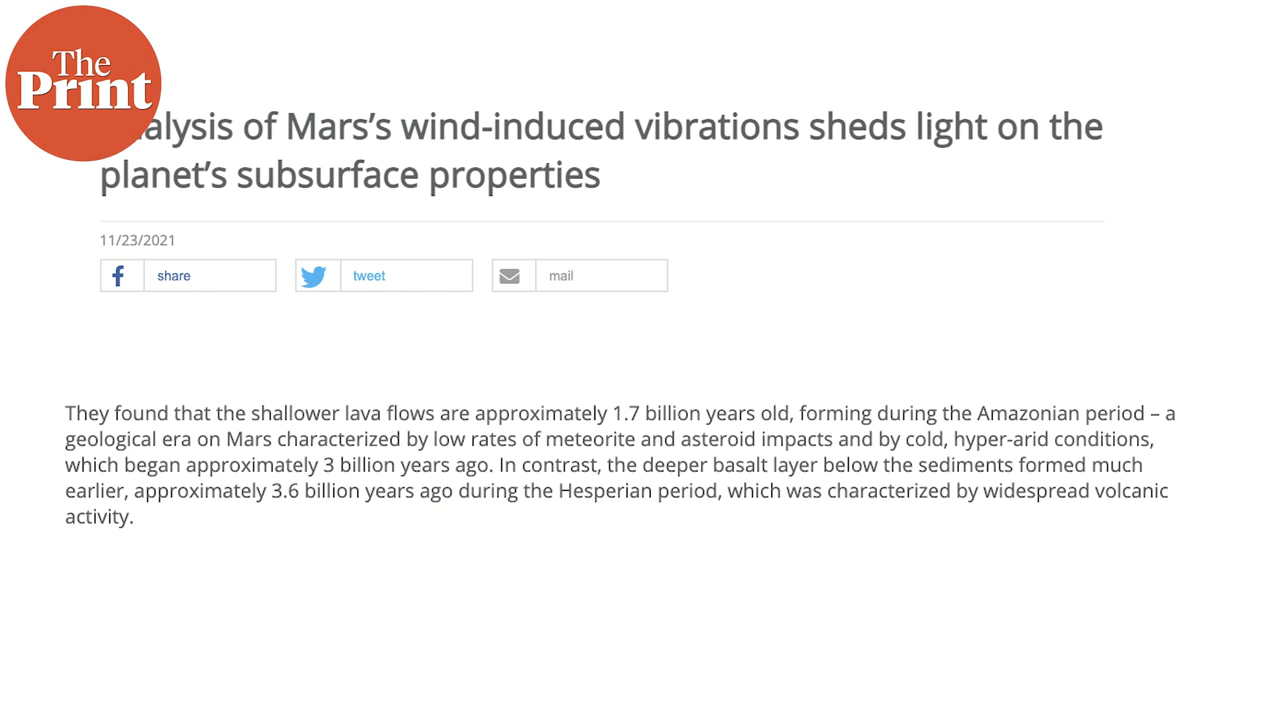 The
Print
alysis of Mars’s wind-induced vibrations sheds light on the
planet’s subsurface properties
11/23/2021
share
tweet
mail
They found that the shallower lava flows are approximately 1.7 billion years old, forming during the Amazonian period – a
geological era on Mars characterized by low rates of meteorite and asteroid impacts and by cold, hyper-arid conditions,
which began approximately 3 billion years ago. In contrast, the deeper basalt layer below the sediments formed much
earlier, approximately 3.6 billion years ago during the Hesperian period, which was characterized by widespread volcanic
activity.